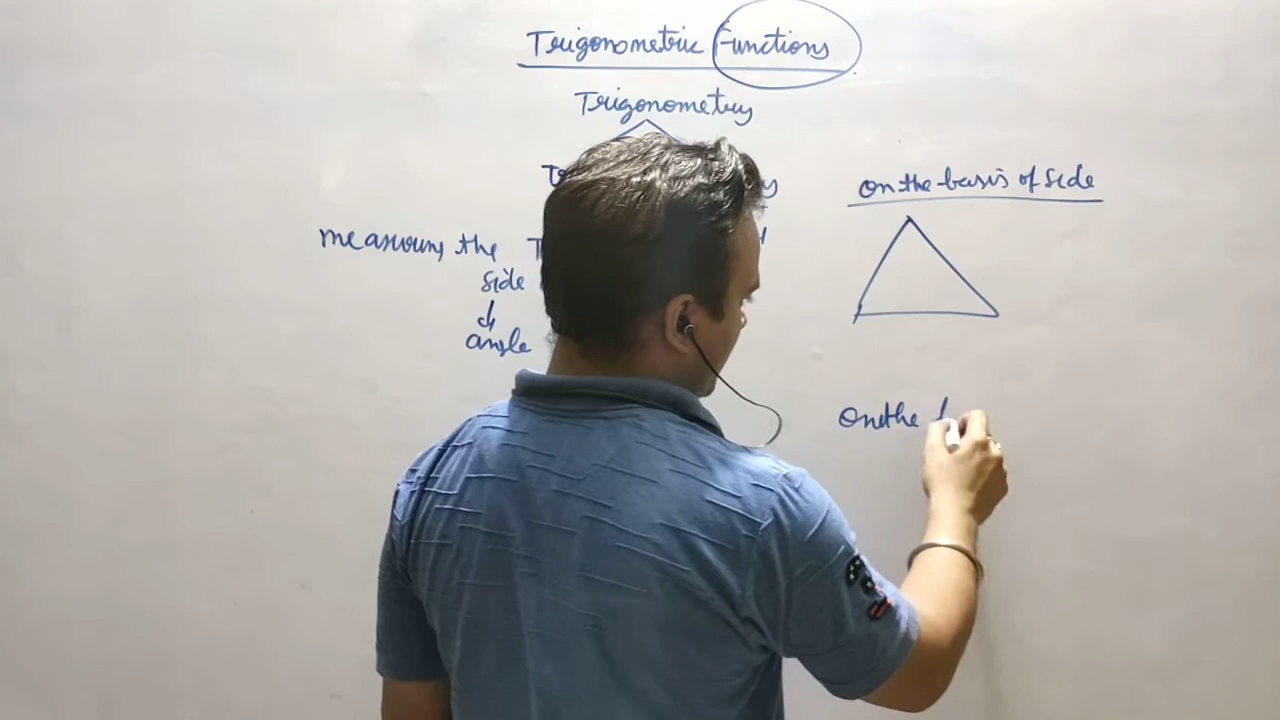 Trigonometric Functions
Trigonometry
on the basis of side
measuring the
side
&
angle
On the